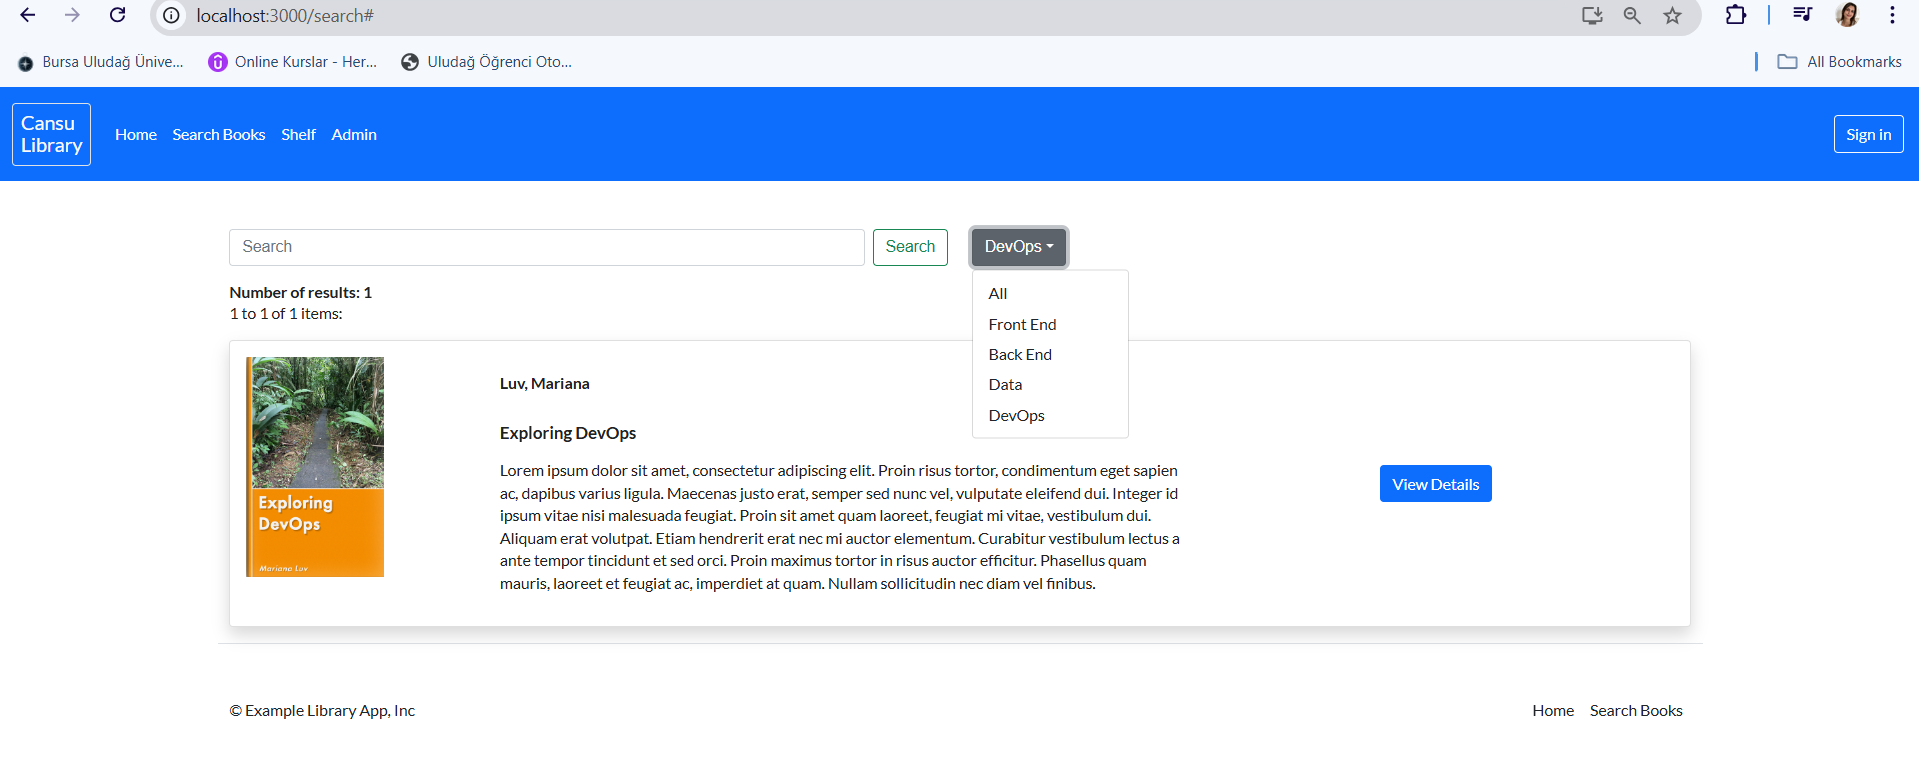 localhost:3000/search#
Bursa Uludağ Ünive...
Online Kurslar - Her...
Uludağ Öğrenci Oto...
All Bookmarks
Cansu
Library
Home
Search Books
Shelf
Admin
Sign in
Search
Search
DevOps
All
Front End
Back End
Data
DevOps
Number of results: 1
1 to 1 of 1 items:
Exploring
DevOps
Mariana Luv
Luv, Mariana
Exploring DevOps
Lorem ipsum dolor sit amet, consectetur adipiscing elit. Proin risus tortor, condimentum eget sapien
ac, dapibus varius ligula. Maecenas justo erat, semper sed nunc vel, vulputate eleifend dui. Integer id
ipsum vitae nisi malesuada feugiat. Proin sit amet quam laoreet, feugiat mi vitae, vestibulum dui.
Aliquam erat volutpat. Etiam hendrerit erat nec mi auctor elementum. Curabitur vestibulum lectus a
ante tempor tincidunt et sed orci. Proin maximus tortor in risus auctor efficitur. Phasellus quam
mauris, laoreet et feugiat ac, imperdiet at quam. Nullam sollicitudin nec diam vel finibus.
View Details
© Example Library App, Inc
Home
Search Books